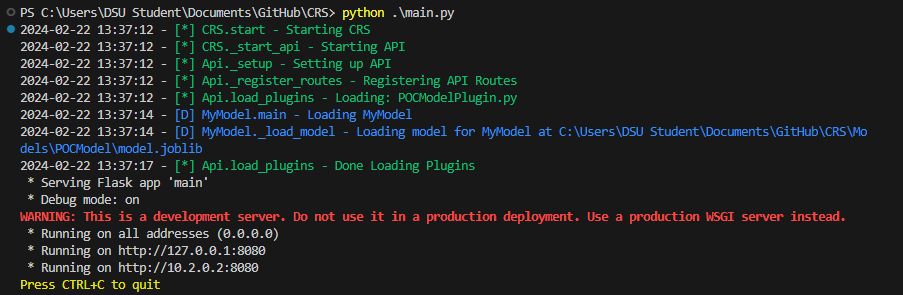 PS C:\Users\DSU Student\Documents\GitHub\CRS> python .\main.py
2024-02-22 13:37:12 - [*] CRS.start - Starting CRS
2024-02-22 13:37:12 - [*] CRS._start_api - Starting API
2024-02-22 13:37:12 - [*] Api._setup - Setting up API
2024-02-22 13:37:12 - [*] Api._register_routes - Registering API Routes
2024-02-22 13:37:12 - [*] Api.load_plugins - Loading: POCModelPlugin.py
2024-02-22 13:37:14 - [D] MyModel.main - Loading MyModel
2024-02-22 13:37:14 - [D] MyModel._load_model - Loading model for MyModel at C:\Users\DSU Student\Documents\GitHub\CRS\Mo
dels\POCModel\model.joblib
2024-02-22 13:37:17 - [*] Api.load_plugins - Done Loading Plugins
 * Serving Flask app 'main'
 * Debug mode: on
WARNING: This is a development server. Do not use it in a production deployment. Use a production WSGI server instead.
 * Running on all addresses (0.0.0.0)
 * Running on http://127.0.0.1:8080
 * Running on http://10.2.0.2:8080
Press CTRL+C to quit